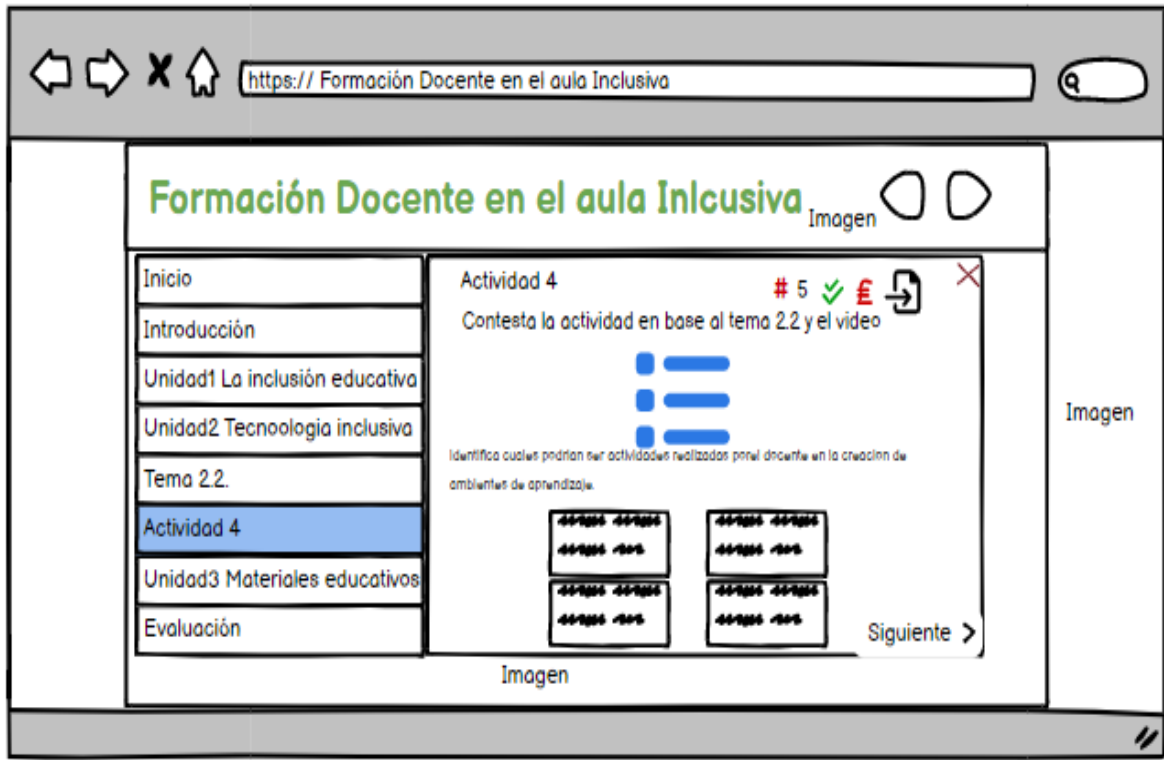 https:// Formación Docente en el aula Inclusiva
Formación Docente en el aula Inlcusiva
Imagen
Inicio
Introducción
Unidad1 La inclusión educativa
Unidad2 Tecnoologia inclusiva
Tema 2.2.
Actividad 4
Unidad3 Materiales educativos
Evaluación
Actividad 4
# 5 £
Contesta la actividad en base al tema 2.2 y el video
Identifica cuales podrian ser actividades realizadas porel docente en la creacion de
ambientes de aprendizaje.
Siguiente >
Imagen
Imagen